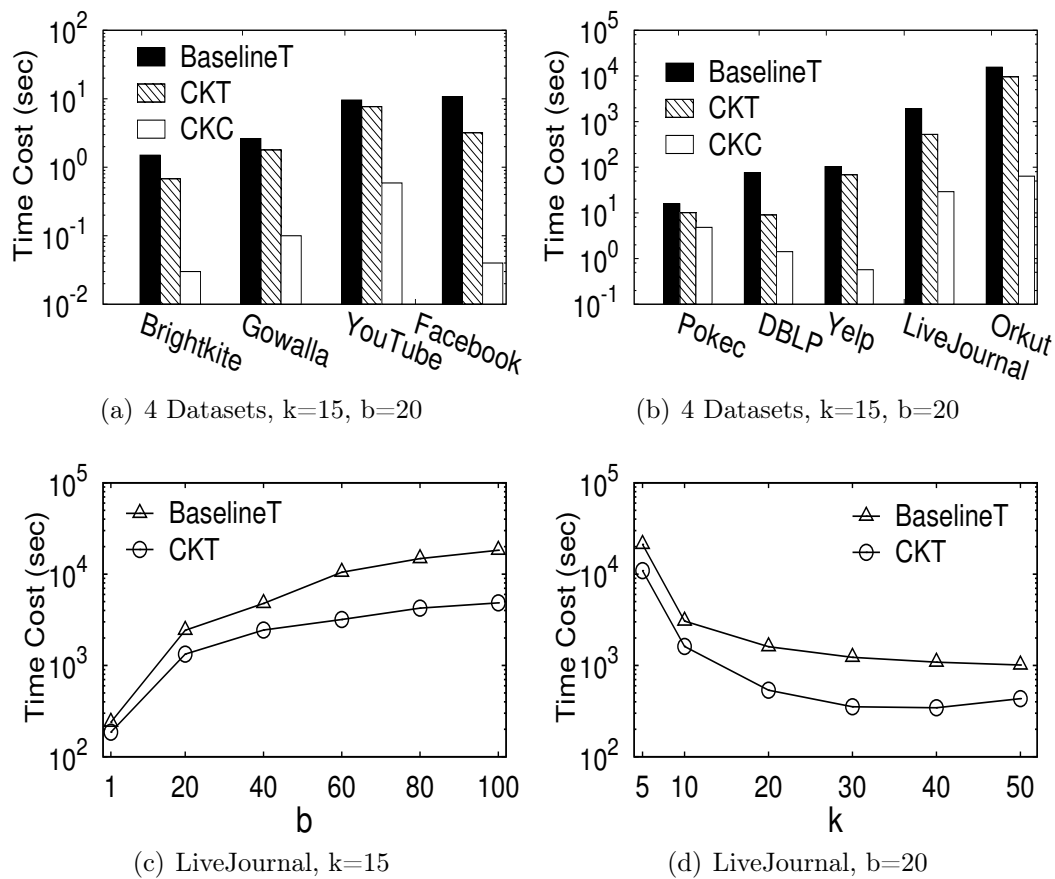 10^2
10^1
10^0
10^-1
10^-2
Time Cost (sec)
BaselineT
CKT
CKC
Brightkite
Gowalla
YouTube
Facebook
(a) 4 Datasets, k=15, b=20
10^5
10^4
10^3
10^2
10^1
10^0
10^-1
Time Cost (sec)
BaselineT
CKT
CKC
Pokec
DBLP
Yelp
LiveJournal
Orkut
(b) 4 Datasets, k=15, b=20
10^5
10^4
10^3
10^2
Time Cost (sec)
BaselineT
CKT
1 20 40 60 80 100
b
(c) LiveJournal, k=15
10^5
10^4
10^3
10^2
Time Cost (sec)
BaselineT
CKT
5 10 20 30 40 50
k
(d) LiveJournal, b=20